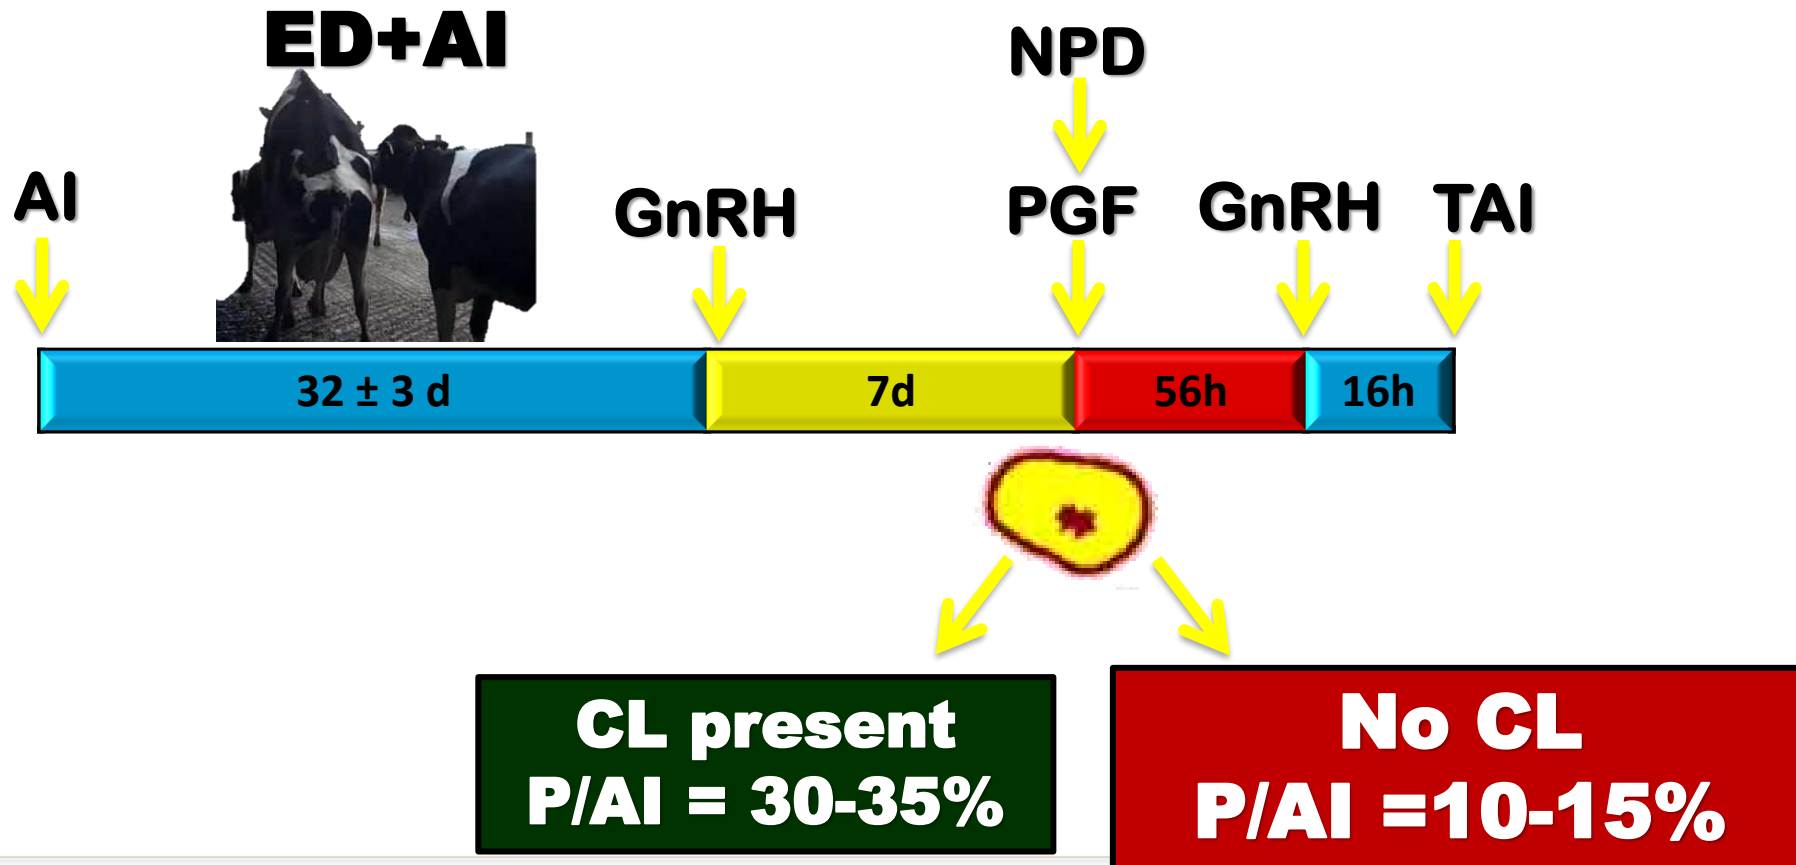 ED+AI
NPD
AI
GnRH
PGF
GnRH
TAI
32 ± 3 d
7d
56h
16h
CL present
P/AI = 30-35%
No CL
P/AI =10-15%